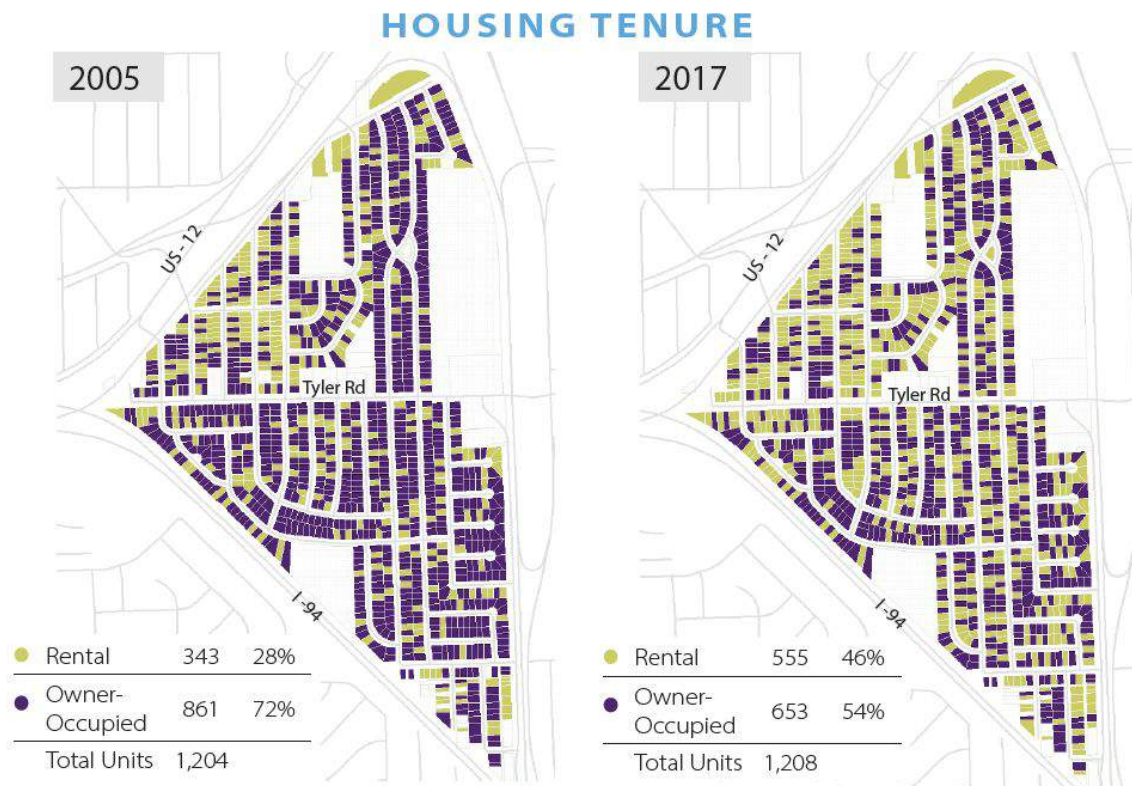 HOUSING TENURE
2005
US - 12
Tyler Rd
I -94
Rental 343 28%
Owner-
Occupied 861 72%
Total Units 1,204
2017
US - 12
Tyler Rd
I -94
Rental 555 46%
Owner-
Occupied 653 54%
Total Units 1,208